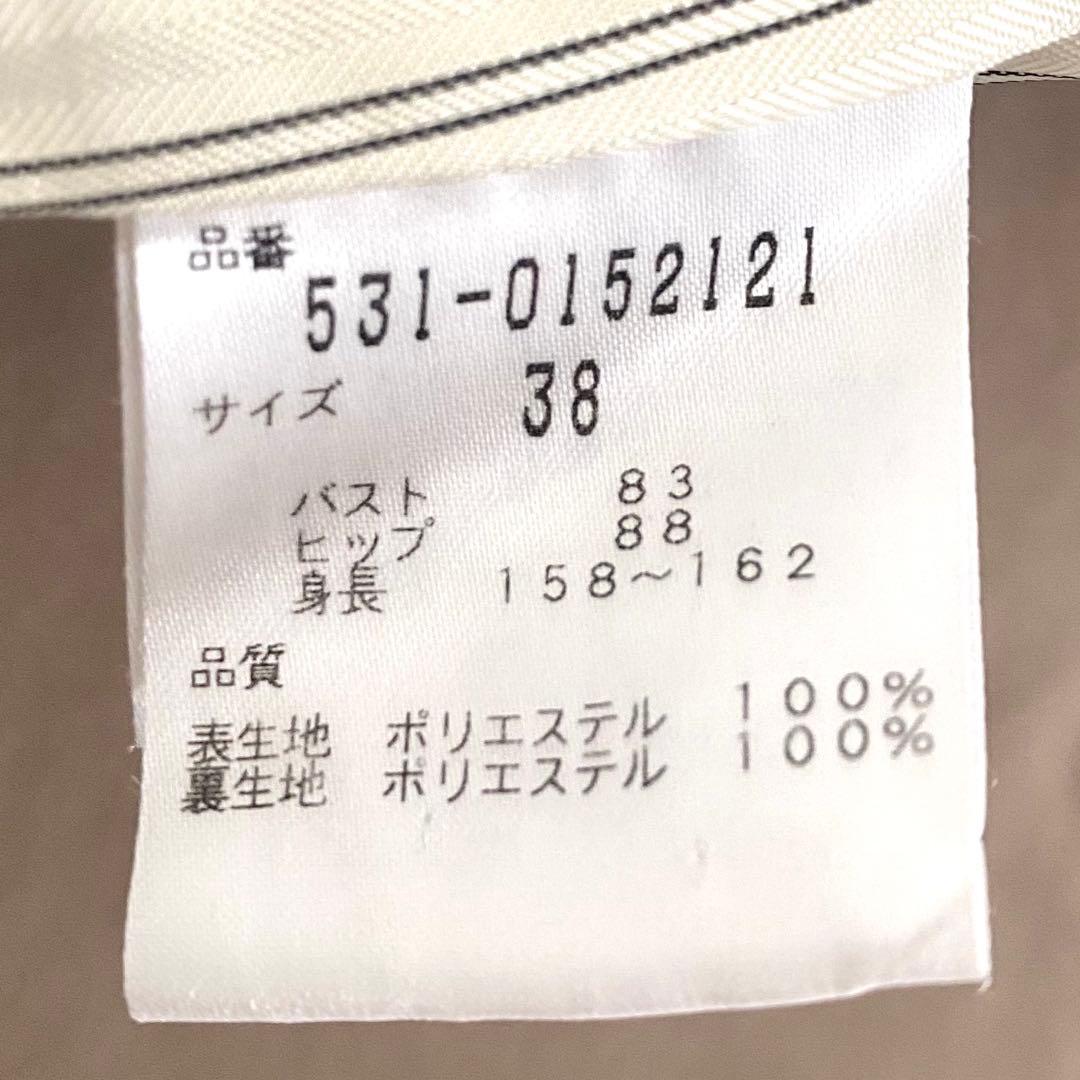 品番
531-0152121
サイズ 38
バスト 83
ヒップ 88
身長 158～162
品質
表生地 ポリエステル 100%
裏生地 ポリエステル 100%